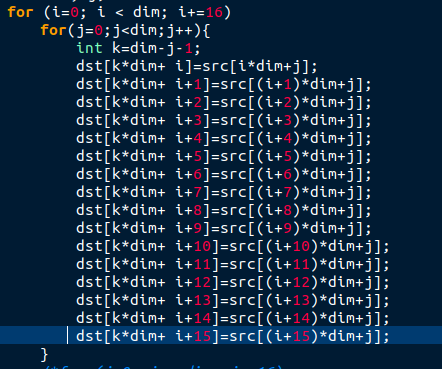 for (i=0; i < dim; i+=16)
for(j=0;j<dim;j++){
int k=dim-j-1;
dst[k*dim+ i]=src[i*dim+j];
dst[k*dim+ i+1]=src[(i+1)*dim+j];
dst[k*dim+ i+2]=src[(i+2)*dim+j];
dst[k*dim+ i+3]=src[(i+3)*dim+j];
dst[k*dim+ i+4]=src[(i+4)*dim+j];
dst[k*dim+ i+5]=src[(i+5)*dim+j];
dst[k*dim+ i+6]=src[(i+6)*dim+j];
dst[k*dim+ i+7]=src[(i+7)*dim+j];
dst[k*dim+ i+8]=src[(i+8)*dim+j];
dst[k*dim+ i+9]=src[(i+9)*dim+j];
dst[k*dim+ i+10]=src[(i+10)*dim+j];
dst[k*dim+ i+11]=src[(i+11)*dim+j];
dst[k*dim+ i+12]=src[(i+12)*dim+j];
dst[k*dim+ i+13]=src[(i+13)*dim+j];
dst[k*dim+ i+14]=src[(i+14)*dim+j];
dst[k*dim+ i+15]=src[(i+15)*dim+j];
}